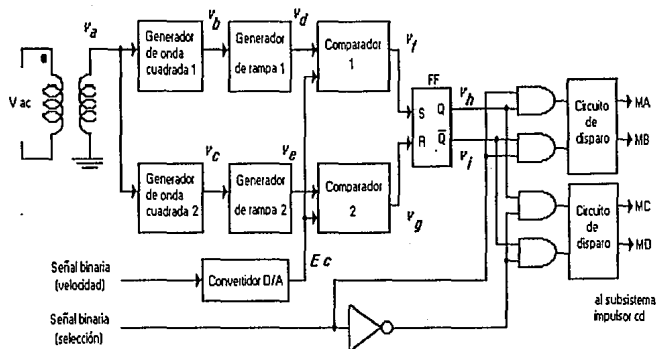 v_a
V ac
Generador
de onda
cuadrada 1
v_b
Generador
de rampa 1
v_d
Comparador
1
v_f
FF
S Q
R Q̅
v_h
v_i
Circuito
de
disparo
MA
MB
Generador
de onda
cuadrada 2
v_c
Generador
de rampa 2
v_e
Comparador
2
v_g
Circuito
de
disparo
MC
MD
Señal binaria
(velocidad)
Convertidor D/A
E c
Señal binaria
(selección)
al subsistema
impulsor cd